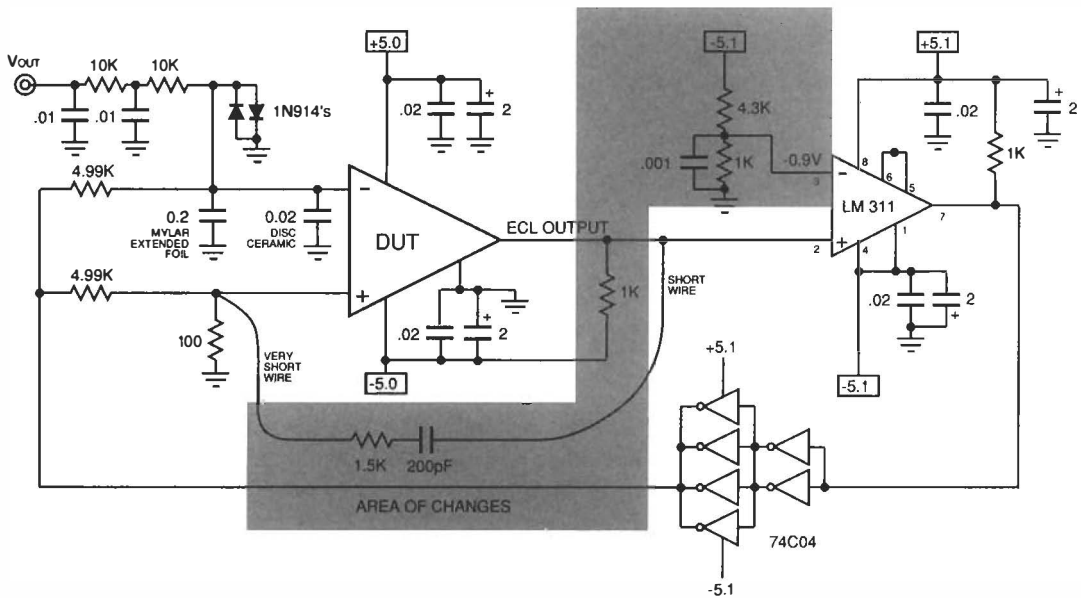 VOUT
10K
10K
.01
.01
1N914's
+5.0
.02
+
2
-5.1
4.3K
.001
1K
-0.9V
3
+5.1
.02
+
2
1K
8
6
5
7
1
4
2
-
+
LM 311
4.99K
0.2
MYLAR
EXTENDED
FOIL
0.02
DISC
CERAMIC
-
+
DUT
ECL OUTPUT
4.99K
100
VERY
SHORT
WIRE
.02
+
2
-5.0
1K
SHORT
WIRE
.02
2
+
-5.1
1.5K
200pF
AREA OF CHANGES
+5.1
74C04
-5.1